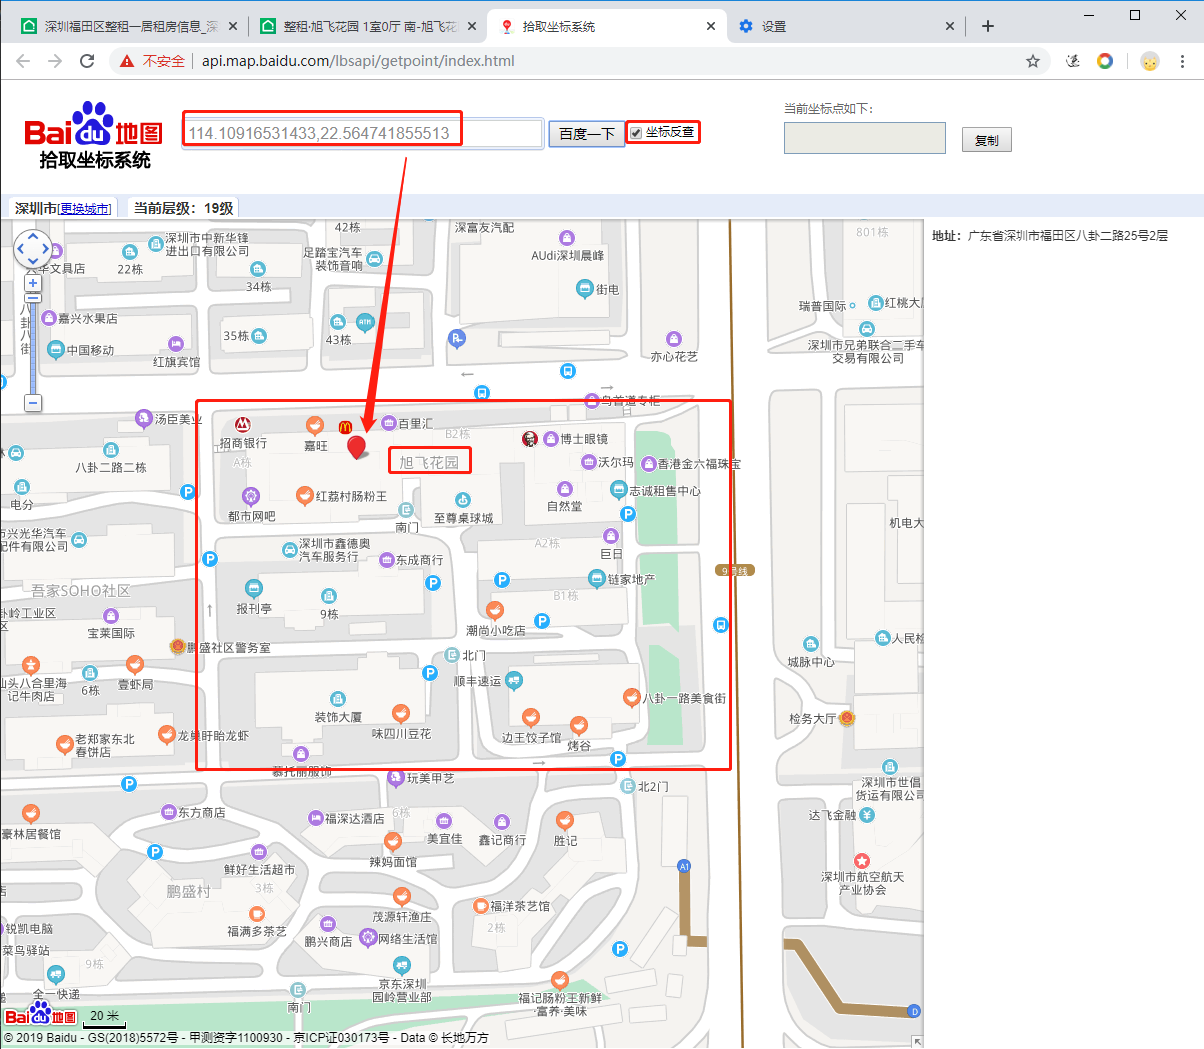 深圳福田区整租一居租房信息_深
整租·旭飞花园 1室0厅 南-旭飞花
拾取坐标系统
设置
不安全
api.map.baidu.com/lbsapi/getpoint/index.html
Bai du 地图
拾取坐标系统
114.10916531433,22.564741855513
百度一下
坐标反查
当前坐标点如下:
复制
深圳市[更换城市]
当前层级：19级
地址：广东省深圳市福田区八卦二路25号2层
42栋
深富友汽配
801栋
深圳市中新华锋
进出口有限公司
足踏宝汽车
装饰音响
AUdi深圳晨峰
文具店
22栋
34栋
街电
瑞普国际
红桃大厦
八卦八街
嘉兴水果店
中国移动
红旗宾馆
35栋
43栋
ATM
亦心花艺
深圳市兄弟联合二手车
交易有限公司
汤臣美业
百里汇
鸟首道专柜
招商银行
A栋
嘉旺
B2栋
博士眼镜
旭飞花园
沃尔玛
香港金六福珠宝
八卦二路二栋
电分
都市网吧
红荔村肠粉王
南门
至尊桌球城
自然堂
志诚租售中心
机电大
市兴光华汽车
配件有限公司
深圳市鑫德奥
汽车服务行
东成商行
A2栋
巨日
吾家SOHO社区
报刊亭
9栋
链家地产
B1栋
9号线
卦岭工业区
区
宝莱国际
潮尚小吃店
鹏盛社区警务室
北门
人民检
城脉中心
汕头八合里海
记牛肉店
6栋
壹虾局
顺丰速运
装饰大厦
味四川豆花
八卦一路美食街
检务大厅
老郑家东北
春饼店
龙巢盱眙龙虾
边王饺子馆
烤谷
慕托丽服饰
玩美甲艺
北2门
深圳市世倡
货运有限公司
东方商店
福深达酒店
6栋
美宜佳
鑫记商行
胜记
达飞金融
豪林居餐馆
鲜好生活超市
辣妈面馆
A1
深圳市航空航天
产业协会
鹏盛村
3栋
茂源轩渔庄
福洋茶艺馆
锐凯电脑
福满多茶艺
鹏兴商店
网络生活馆
2栋
菜鸟驿站
9栋
全一快递
京东深圳
园岭营业部
南门
福记肠粉王新鲜
·富养·美味
D
Bai du 地图
20 米
© 2019 Baidu - GS(2018)5572号 - 甲测资字1100930 - 京ICP证030173号 - Data © 长地万方